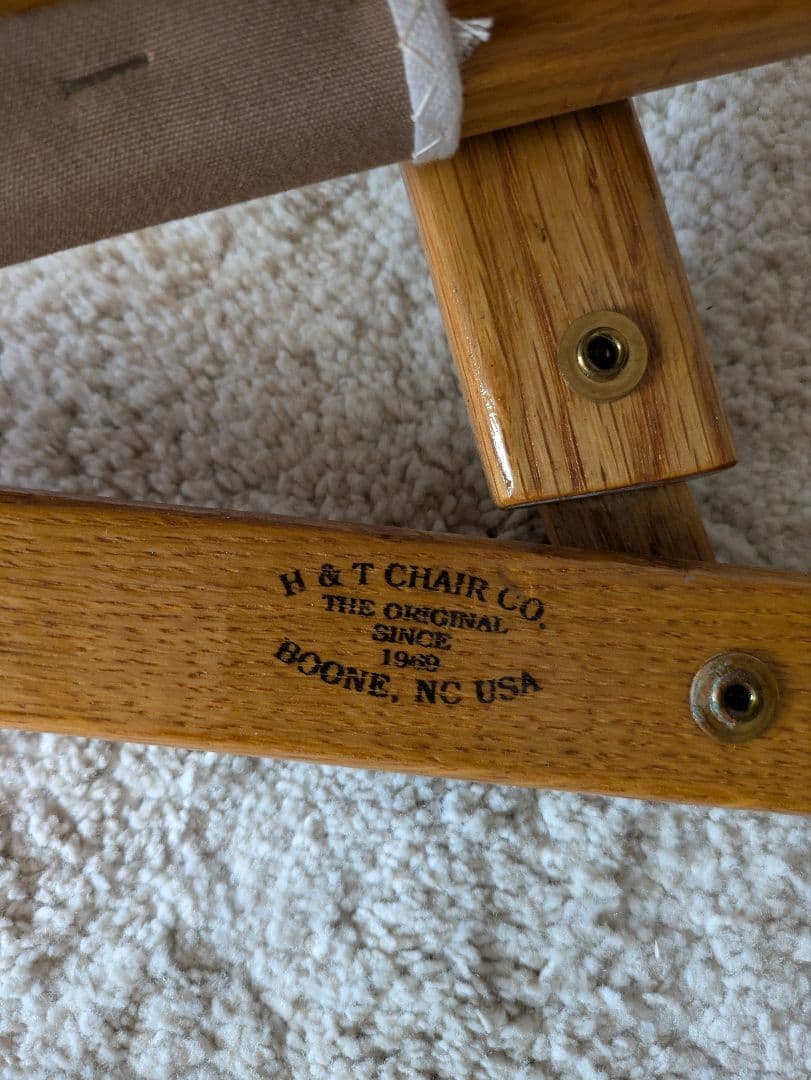 H & T CHAIR CO.
THE ORIGINAL
SINCE
1969
BOONE, NC USA